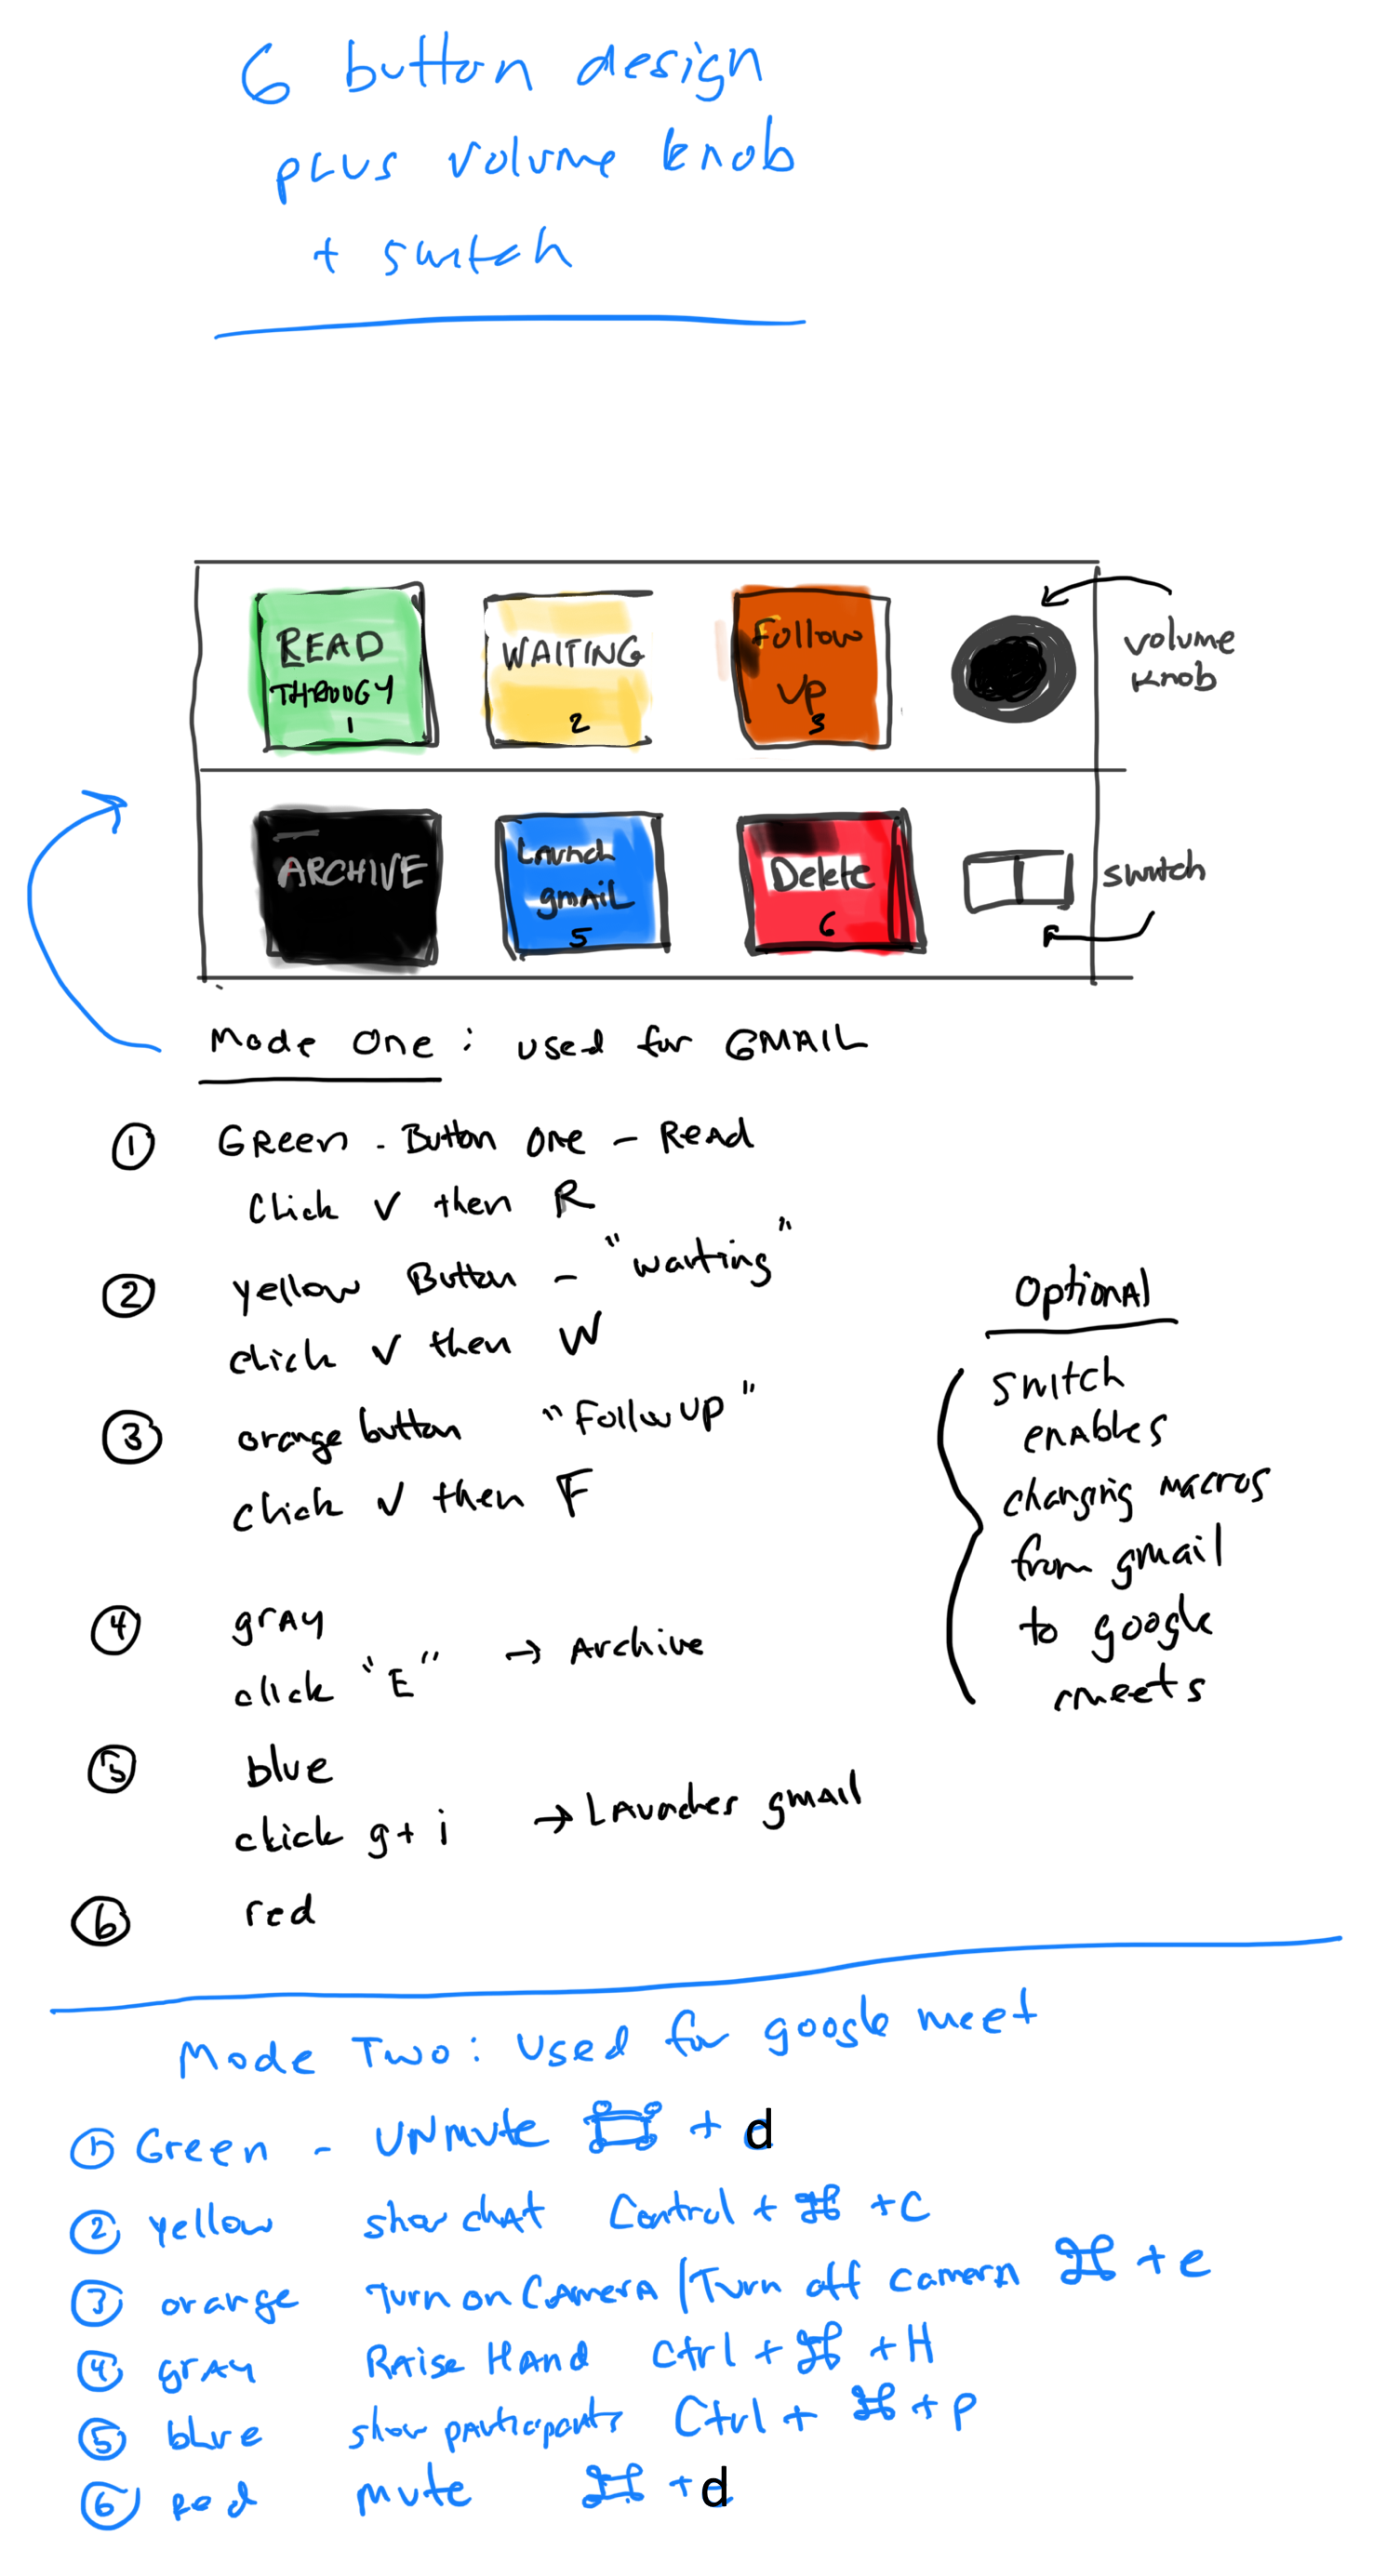 6 button design
plus volume knob
+ switch
READ
THROUGY
1
WAITING
2
Follow
up
3
volume
knob
ARCHIVE
Launch
gmail
5
Delete
6
switch
Mode One : used for GMAIL
① Green - Button one - Read
Click v then R
② yellow Button - "waiting"
click v then W
③ orange button "Follow up"
click v then F
④ gray
click "E" → Archive
⑤ blue
click g + i → Launches gmail
⑥ red
Optional
switch
enables
changing macros
from gmail
to google
meets
Mode Two : used for google meet
① Green - UNmute ⌘ + d
② yellow show chat Control + ⌘ + C
③ orange Turn on Camera / Turn off camera ⌘ + e
④ gray Raise Hand Ctrl + ⌘ + H
⑤ blue show participants Ctrl + ⌘ + p
⑥ Red mute ⌘ + d